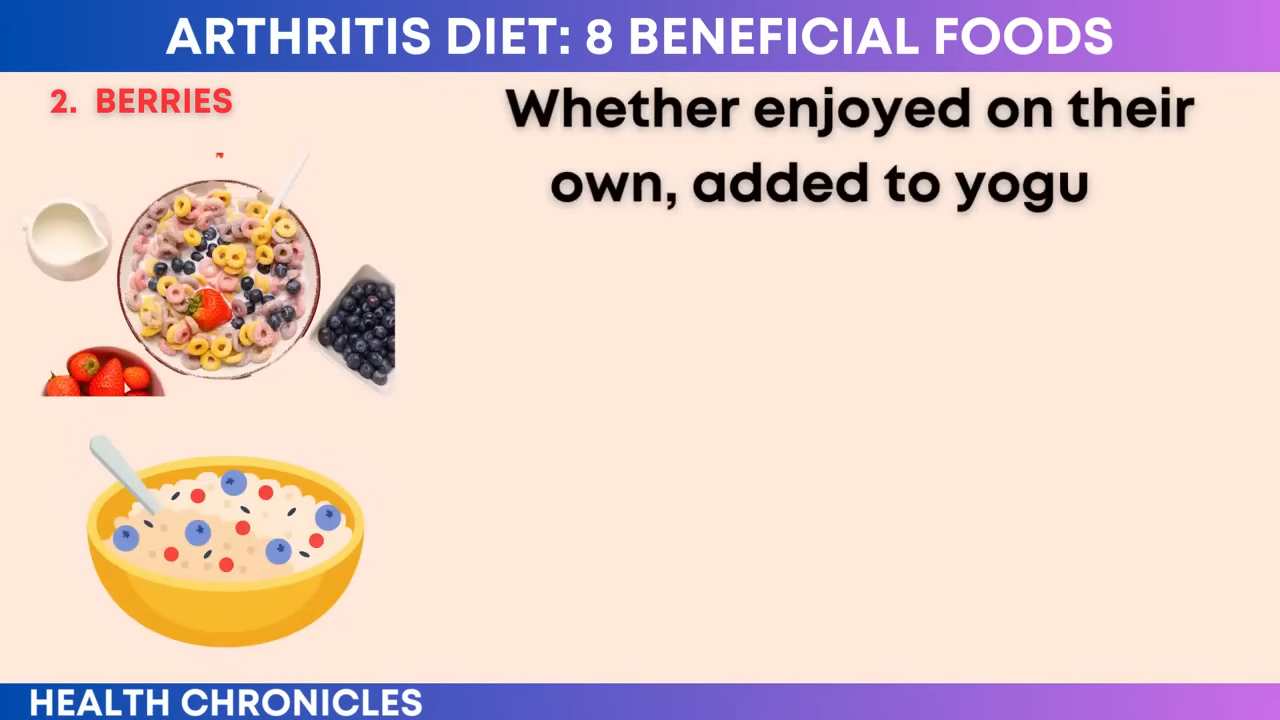 ARTHRITIS DIET: 8 BENEFICIAL FOODS
2. BERRIES
Whether enjoyed on their
own, added to yogu
HEALTH CHRONICLES